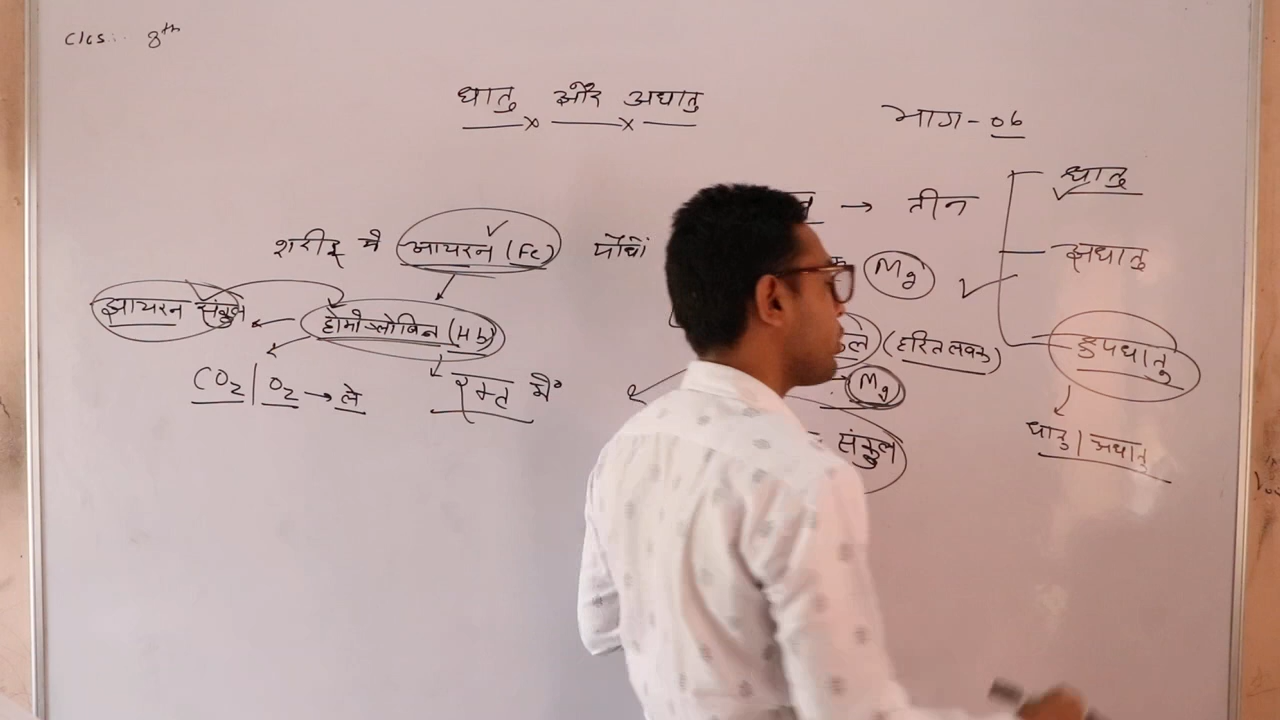 Clas: 8th
धातु और अधातु
भाग - 06
→ तीन
धातु
अधातु
उपधातु
धातु | अधातु
शरीर मे आयरन (Fe)
पौधों
Mg
आयरन संकुल
होमोग्लोबिन (Hb)
(हरित लवक)
Mg
CO2 | O2 → ले
रक्त में
संकुल